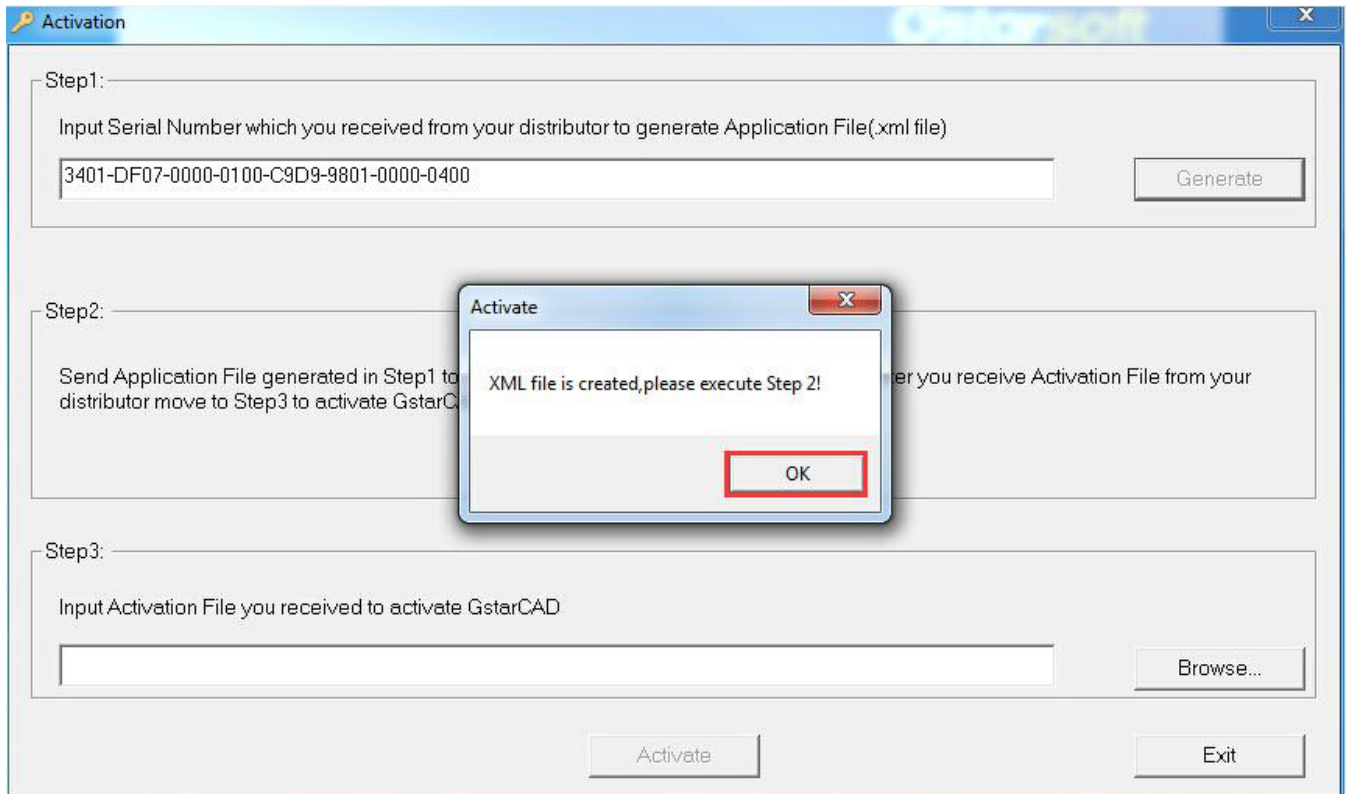 Activation
Gstarsoft
X
Step1:
Input Serial Number which you received from your distributor to generate Application File(.xml file)
3401-DF07-0000-0100-C9D9-9801-0000-0400
Generate
Step2:
Send Application File generated in Step1 to er you receive Activation File from your
distributor move to Step3 to activate GstarC
Activate
X
XML file is created,please execute Step 2!
OK
Step3:
Input Activation File you received to activate GstarCAD
Browse...
Activate
Exit